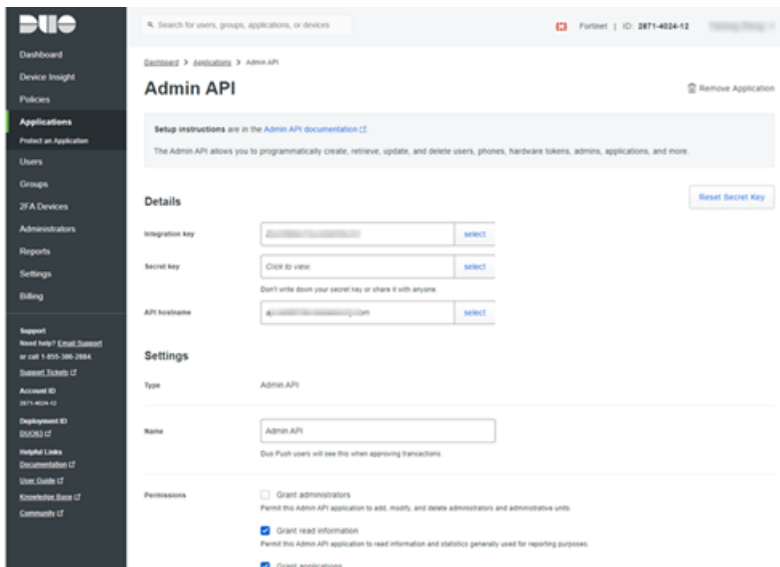 DUO
Search for users, groups, applications, or devices
Fortinet | ID: 2871-4024-12
Dashboard
Device Insight
Policies
Applications
Protect an Application
Users
Groups
2FA Devices
Administrators
Reports
Settings
Billing
Support
Need help? Email Support
or call 1-855-386-2884.
Support Tickets
Account ID
2871-4024-12
Deployment ID
DUO63
Helpful Links
Documentation
User Guide
Knowledge Base
Community
Dashboard > Applications > Admin API
Admin API
Remove Application
Setup instructions are in the Admin API documentation.
The Admin API allows you to programmatically create, retrieve, update, and delete users, phones, hardware tokens, admins, applications, and more.
Details
Reset Secret Key
Integration key
select
Secret key
Click to view.
select
Don't write down your secret key or share it with anyone.
API hostname
select
Settings
Type
Admin API
Name
Admin API
Duo Push users will see this when approving transactions.
Permissions
Grant administrators
Permit this Admin API application to add, modify, and delete administrators and administrative units.
Grant read information
Permit this Admin API application to read information and statistics generally used for reporting purposes.
Grant applications